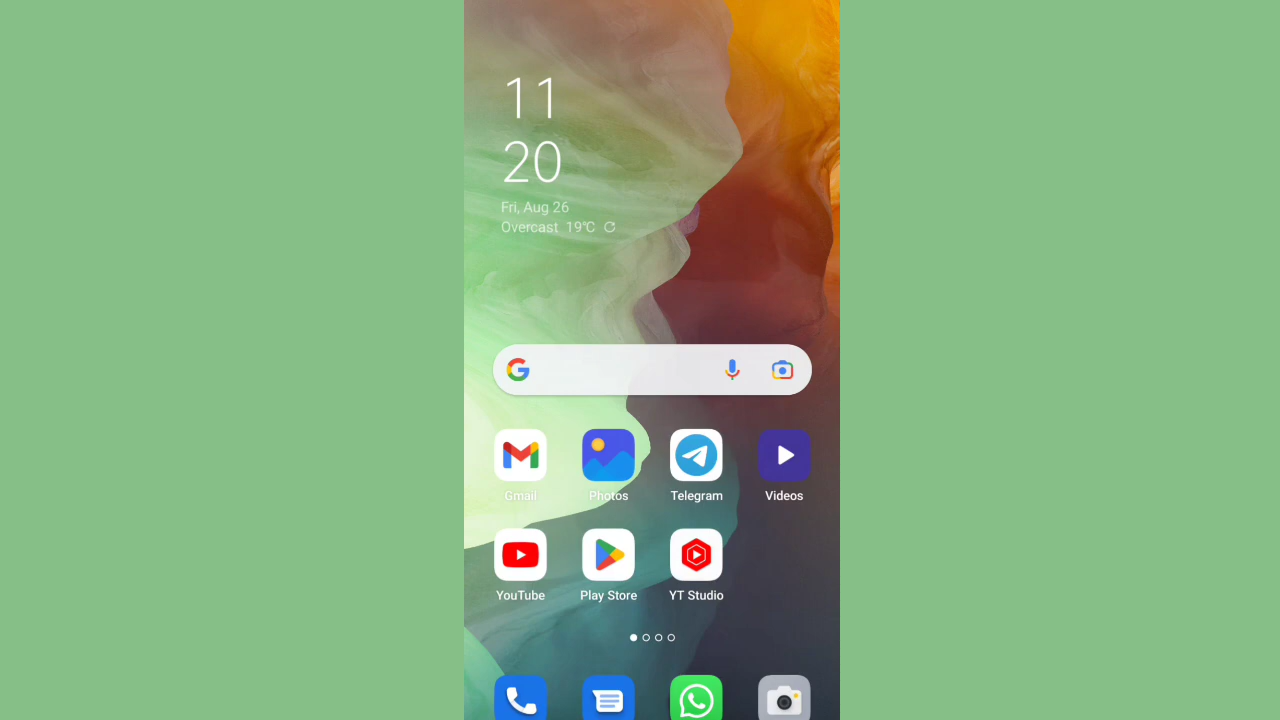 11
20
Fri, Aug 26
Overcast 19°C
Gmail Photos Telegram Videos
YouTube Play Store YT Studio